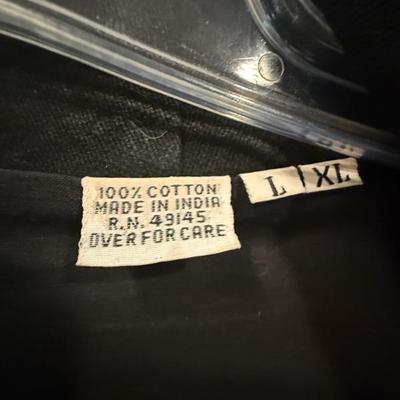 100% COTTON
MADE IN INDIA
R.N. 49145
OVER FOR CARE
L XL